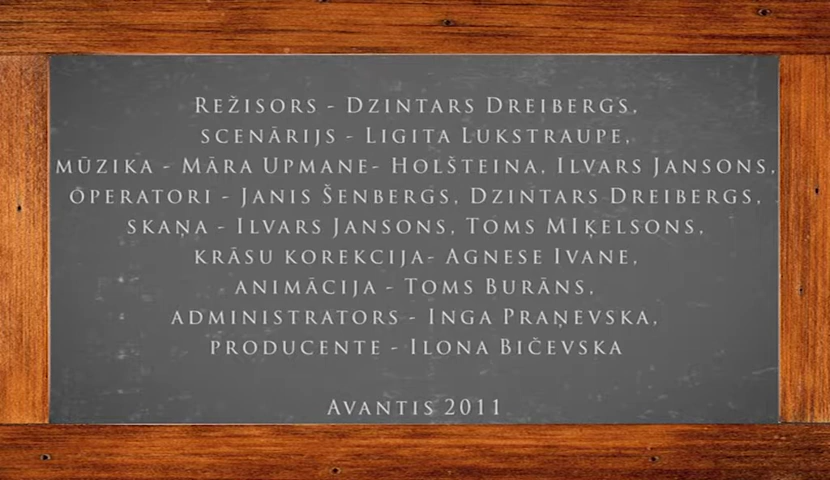 Režisors - Dzintars Dreibergs,
scenārijs - Ligita Lukstraupe,
mūzika - Māra Upmane- Holšteina, Ilvars Jansons,
ōperatori - Janis Šenbergs, Dzintars Dreibergs,
skaņa - Ilvars Jansons, Toms MIķelsons,
krāsu korekcija- Agnese Ivane,
animācija - Toms Burāns,
administrators - Inga Praņevska,
producente - Ilona Bičevska
Avantis 2011